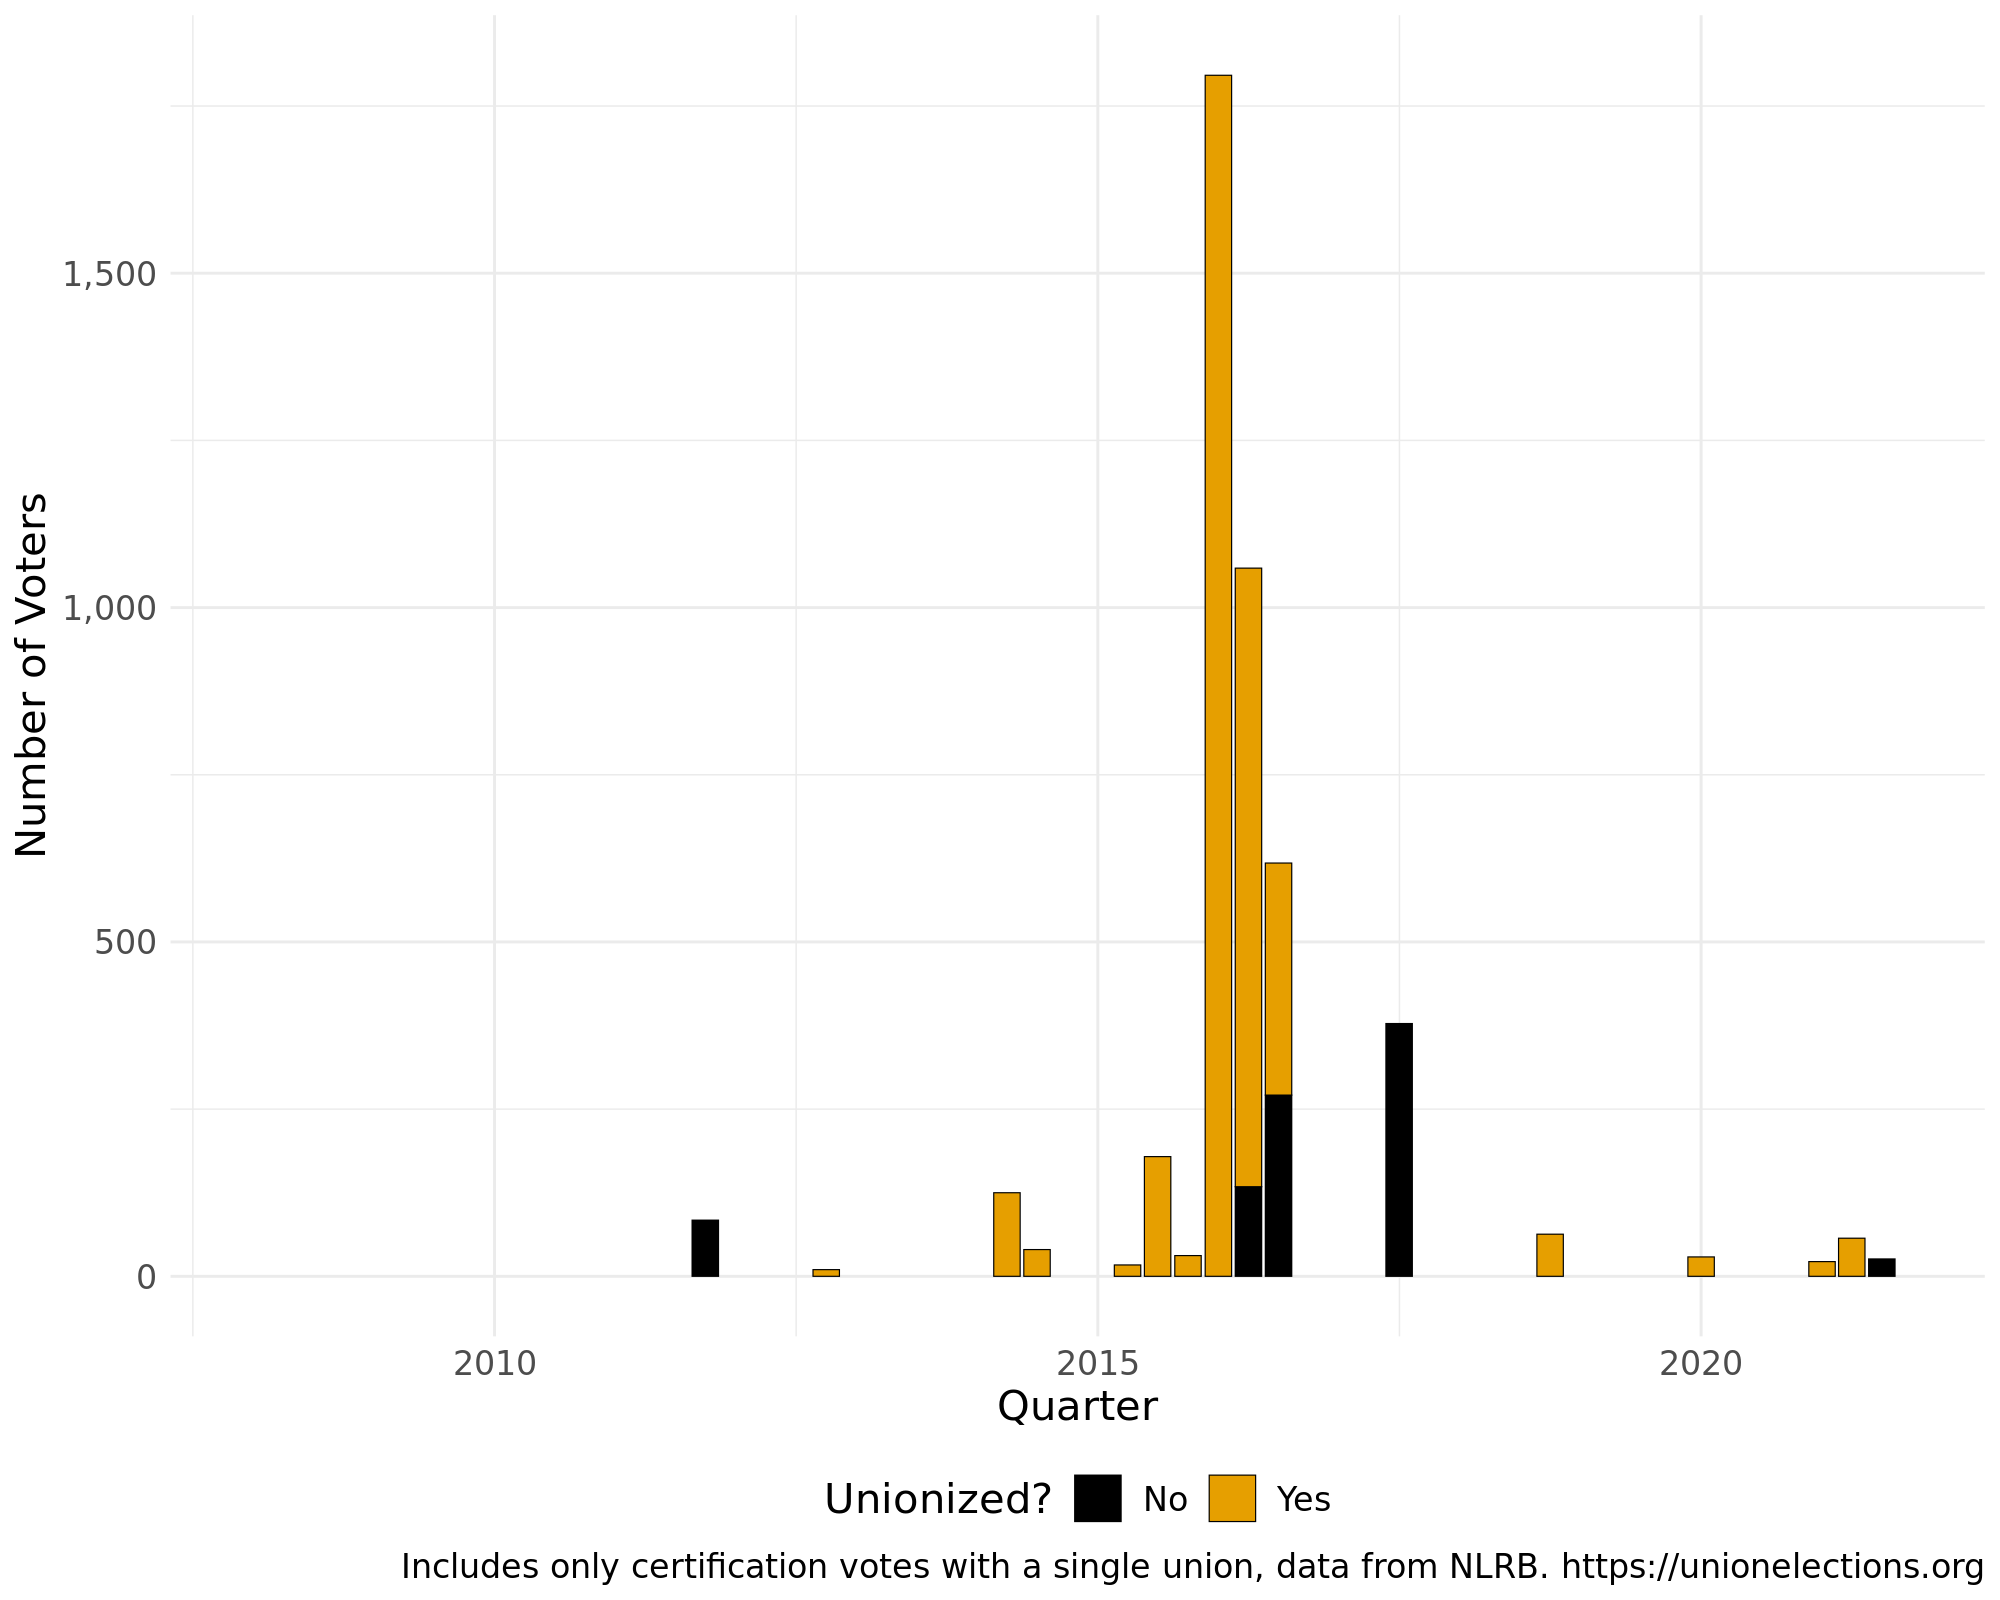 Number of Voters
1,500
1,000
500
0
2010 2015 2020
Quarter
Unionized? No Yes
Includes only certification votes with a single union, data from NLRB. https://unionelections.org